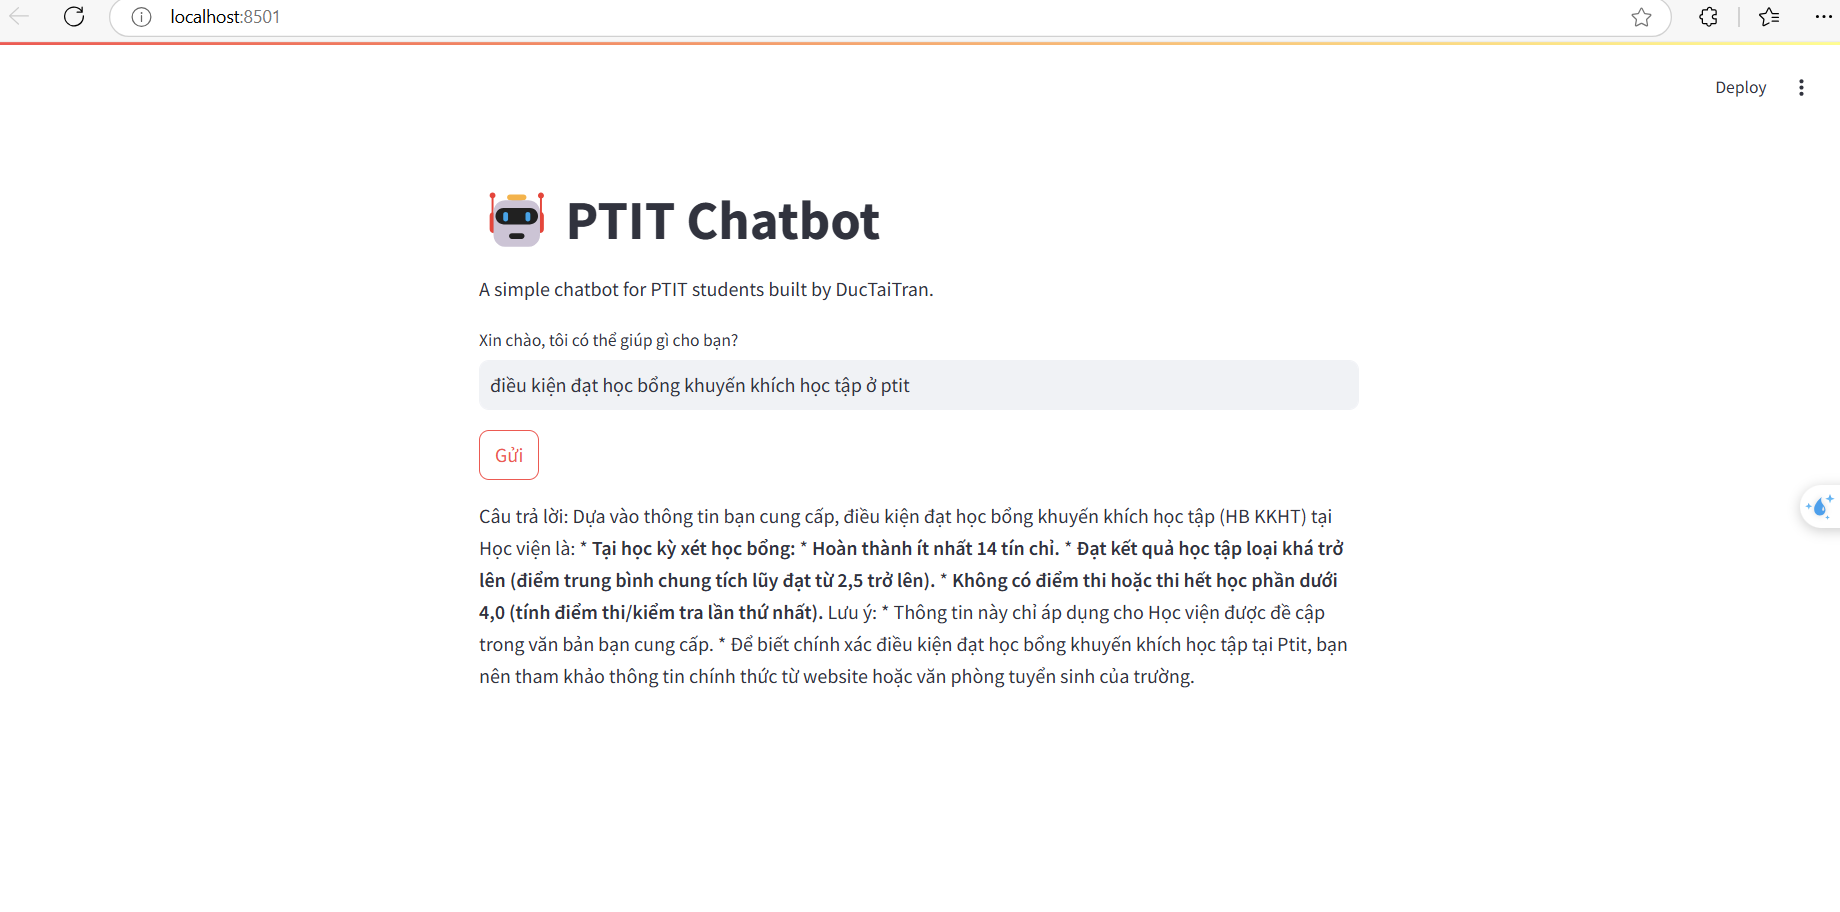 localhost:8501
Deploy
PTIT Chatbot
A simple chatbot for PTIT students built by DucTaiTran.
Xin chào, tôi có thể giúp gì cho bạn?
điều kiện đạt học bổng khuyến khích học tập ở ptit
Gửi
Câu trả lời: Dựa vào thông tin bạn cung cấp, điều kiện đạt học bổng khuyến khích học tập (HB KKHT) tại
Học viện là: * Tại học kỳ xét học bổng: * Hoàn thành ít nhất 14 tín chỉ. * Đạt kết quả học tập loại khá trở
lên (điểm trung bình chung tích lũy đạt từ 2,5 trở lên). * Không có điểm thi hoặc thi hết học phần dưới
4,0 (tính điểm thi/kiểm tra lần thứ nhất). Lưu ý: * Thông tin này chỉ áp dụng cho Học viện được đề cập
trong văn bản bạn cung cấp. * Để biết chính xác điều kiện đạt học bổng khuyến khích học tập tại Ptit, bạn
nên tham khảo thông tin chính thức từ website hoặc văn phòng tuyển sinh của trường.